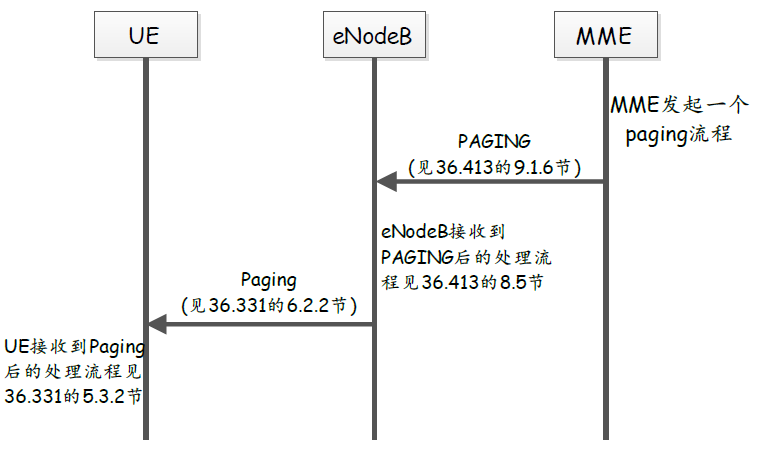 UE
eNodeB
MME
MME发起一个
paging流程
PAGING
(见36.413的9.1.6节)
eNodeB接收到
PAGING后的处理流
程见36.413的8.5节
Paging
(见36.331的6.2.2节)
UE接收到Paging
后的处理流程见
36.331的5.3.2节